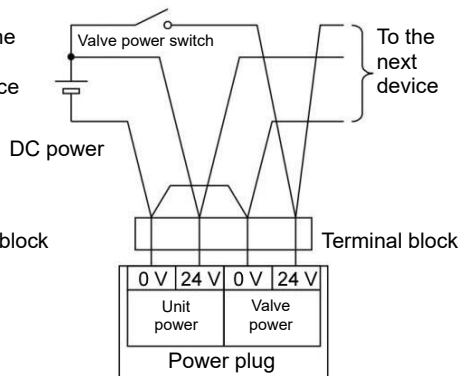 ne
Valve power switch
To the
next
device
ce
DC power
block
Terminal block
0 V 24 V 0 V 24 V
Unit
power
Valve
power
Power plug